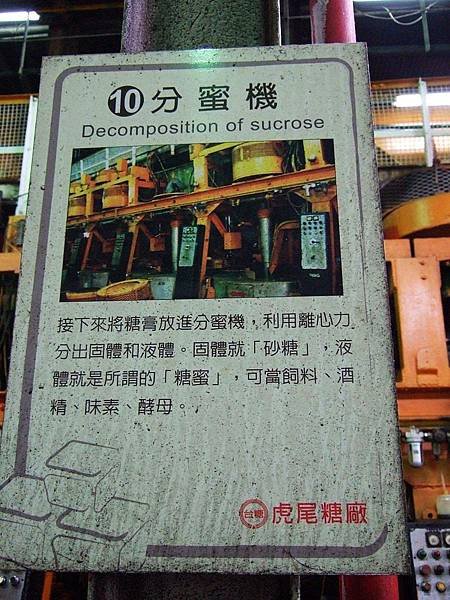 10 分蜜機
Decomposition of sucrose
接下來將糖膏放進分蜜機，利用離心力
分出固體和液體。固體就「砂糖」，液
體就是所謂的「糖蜜」，可當飼料、酒
精、味素、酵母。
台糖 虎尾糖廠